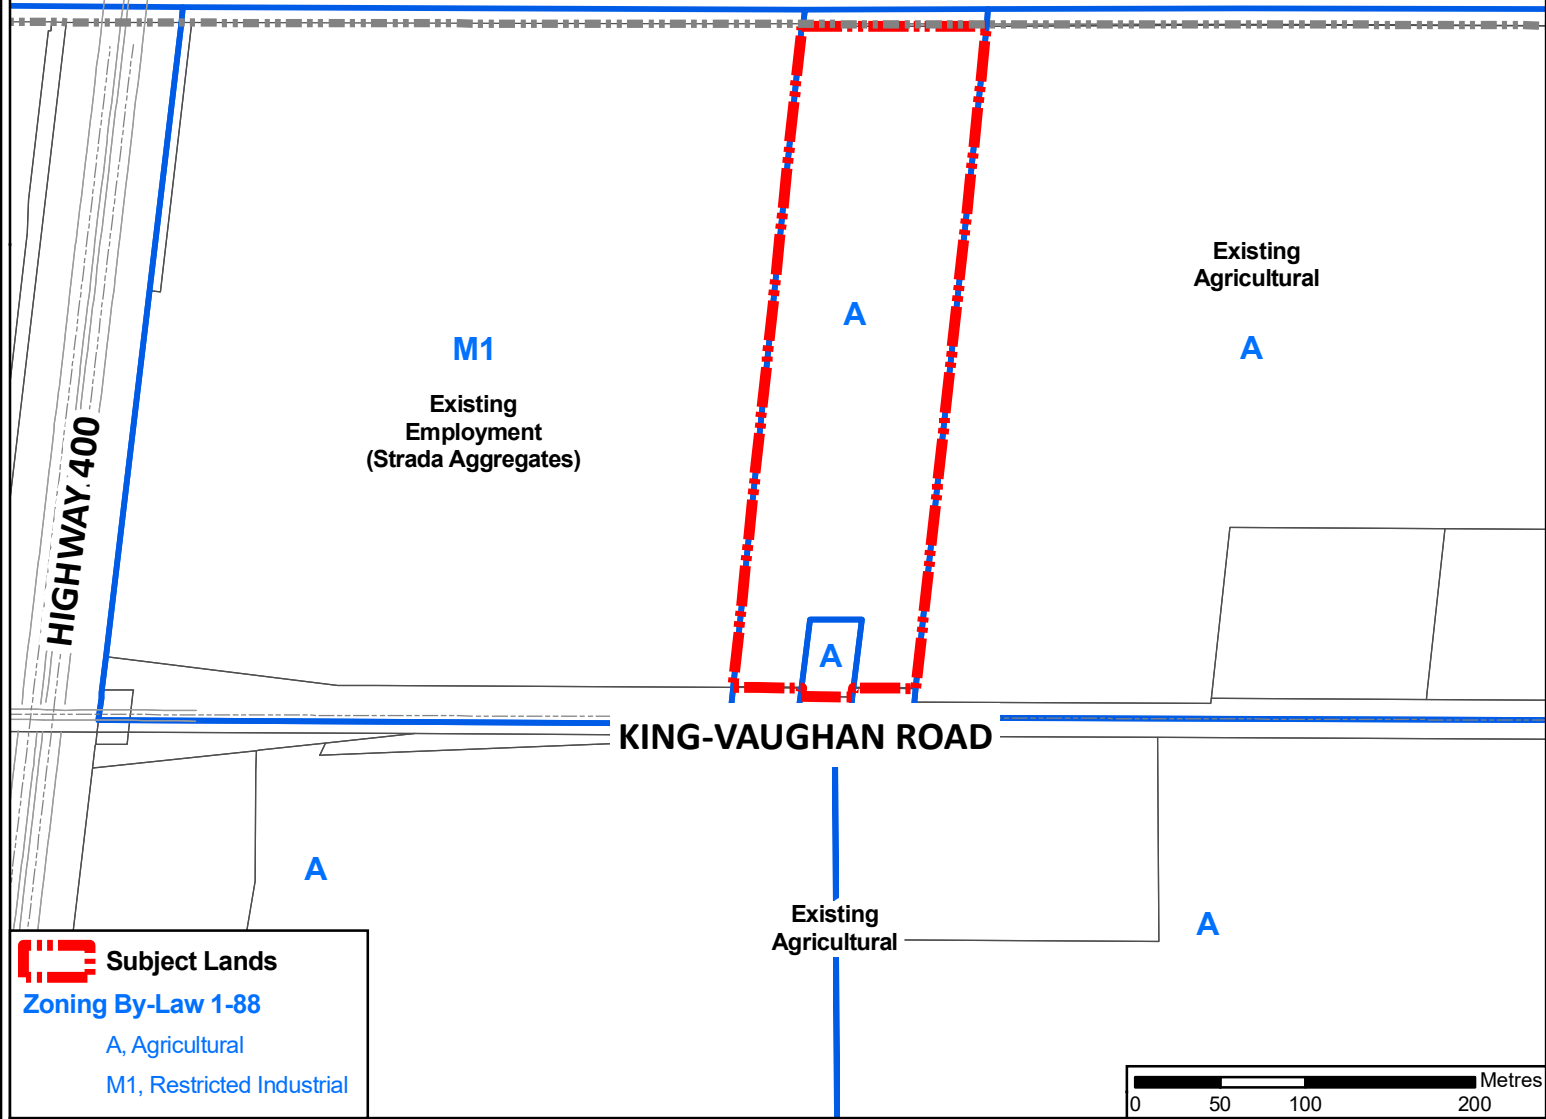 Existing
Agricultural
A
A
M1
Existing
Employment
(Strada Aggregates)
HIGHWAY 400
A
KING-VAUGHAN ROAD
A
Existing
Agricultural
A
Subject Lands
Zoning By-Law 1-88
A, Agricultural
M1, Restricted Industrial
Metres
0 50 100 200